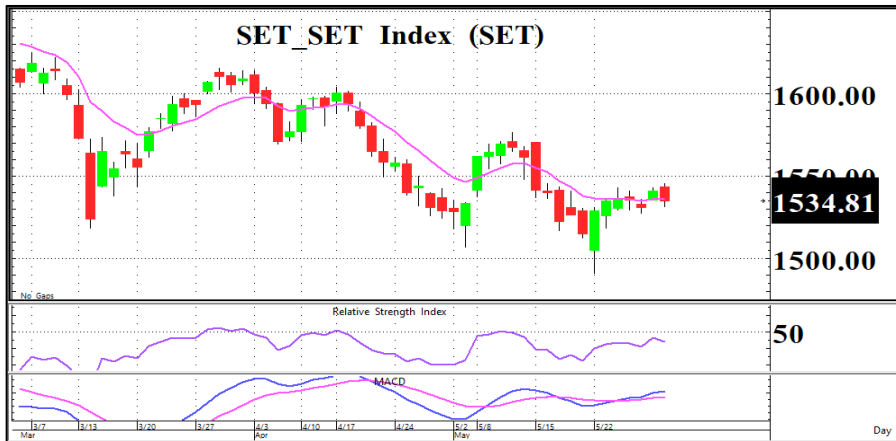 SET_SET Index (SET)
1600.00
1550.00
1534.81
1500.00
No Gaps
Relative Strength Index
50
MACD
3/7 3/13 3/20 3/27 4/3 4/10 4/17 4/24 5/2 5/8 5/15 5/22
Mar Apr May
Day